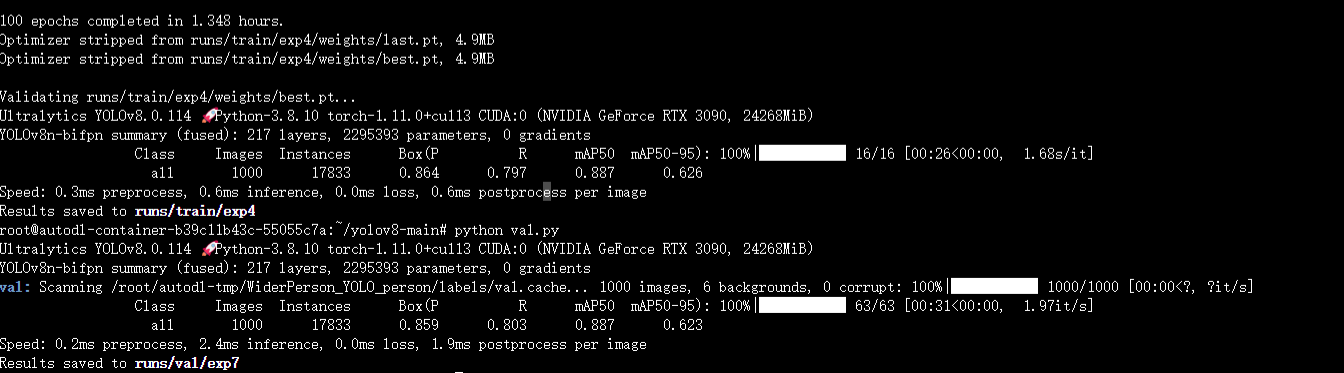 100 epochs completed in 1.348 hours.
Optimizer stripped from runs/train/exp4/weights/last.pt, 4.9MB
Optimizer stripped from runs/train/exp4/weights/best.pt, 4.9MB
Validating runs/train/exp4/weights/best.pt...
Ultralytics YOLOv8.0.114 🚀Python-3.8.10 torch-1.11.0+cu113 CUDA:0 (NVIDIA GeForce RTX 3090, 24268MiB)
YOLOv8n-bifpn summary (fused): 217 layers, 2295393 parameters, 0 gradients
Class Images Instances Box(P R mAP50 mAP50-95): 100%|██████████| 16/16 [00:26<00:00, 1.68s/it]
all 1000 17833 0.864 0.797 0.887 0.626
Speed: 0.3ms preprocess, 0.6ms inference, 0.0ms loss, 0.6ms postprocess per image
Results saved to runs/train/exp4
root@autodl-container-b39c11b43c-55055c7a:~/yolov8-main# python val.py
Ultralytics YOLOv8.0.114 🚀Python-3.8.10 torch-1.11.0+cu113 CUDA:0 (NVIDIA GeForce RTX 3090, 24268MiB)
YOLOv8n-bifpn summary (fused): 217 layers, 2295393 parameters, 0 gradients
val: Scanning /root/autodl-tmp/WiderPerson_YOLO_person/labels/val.cache... 1000 images, 6 backgrounds, 0 corrupt: 100%|██████████| 1000/1000 [00:00<?, ?it/s]
Class Images Instances Box(P R mAP50 mAP50-95): 100%|██████████| 63/63 [00:31<00:00, 1.97it/s]
all 1000 17833 0.859 0.803 0.887 0.623
Speed: 0.2ms preprocess, 2.4ms inference, 0.0ms loss, 1.9ms postprocess per image
Results saved to runs/val/exp7